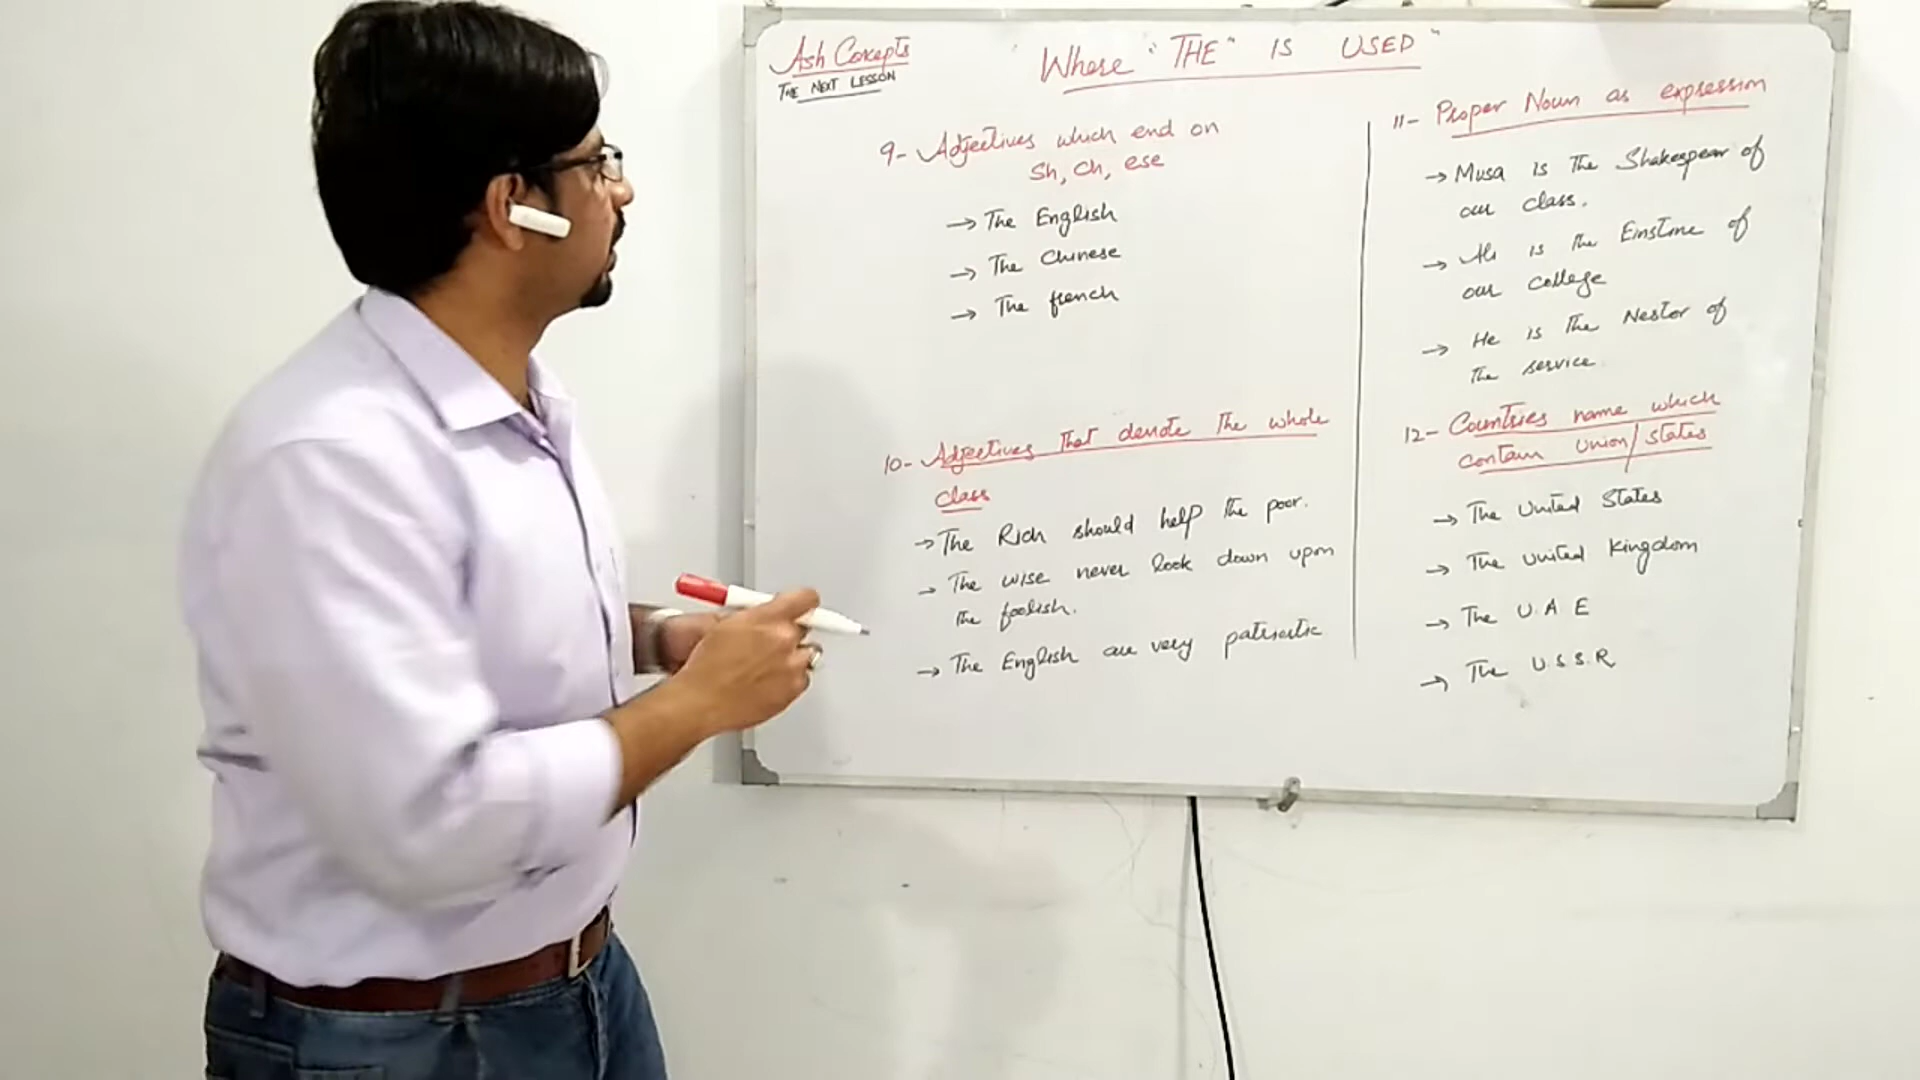 Ash Concepts
THE NEXT LESSON
" Where "THE" IS USED "
9- Adjectives which end on
Sh, Ch, ese
→ The English
→ The Chinese
→ The french
10- Adjectives That denote The whole
class
→ The Rich should help the poor.
→ The wise never look down upon
the foolish.
→ The English are very patriotic
11- Proper Noun as expression
→ Musa is The Shakespear of
our class.
→ Ali is the Einstine of
our college
→ He is The Nestor of
The service.
12- Countries name which
contain union/states
→ The United States
→ The United Kingdom
→ The U.A E
→ The U.S.S.R